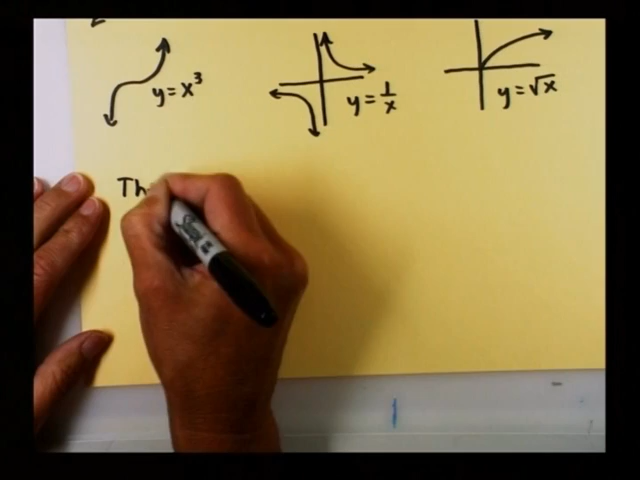 y = x³
y = 1/x
y = √x
Th